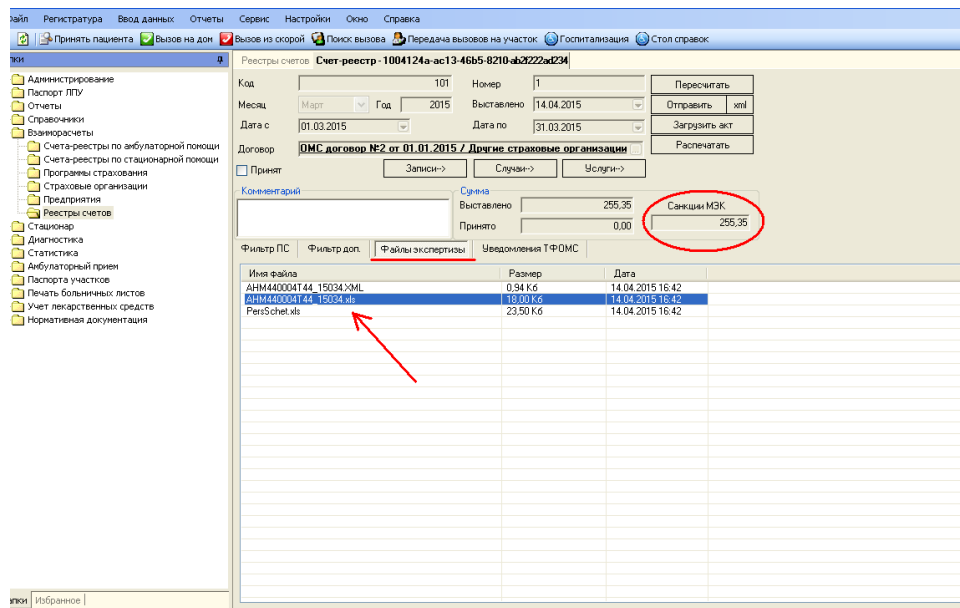 Файл Регистратура Ввод данных Отчеты Сервис Настройки Окно Справка
Принять пациента Вызов на дом Вызов из скорой Поиск вызова Передача вызовов на участок Госпитализация Стол справок
Реестры счетов Счет-реестр - 1004124a-ac13-46b5-8210-ab2f222ad234
Администрирование
Паспорт ЛПУ
Отчеты
Справочники
Взаиморасчеты
Счета-реестры по амбулаторной помощи
Счета-реестры по стационарной помощи
Программы страхования
Страховые организации
Предприятия
Реестры счетов
Стационар
Диагностика
Статистика
Амбулаторный прием
Паспорта участков
Печать больничных листов
Учет лекарственных средств
Нормативная документация
Код 101 Номер 1 Пересчитать
Месяц Март Год 2015 Выставлено 14.04.2015 Отправить xml
Дата с 01.03.2015 Дата по 31.03.2015 Загрузить акт
Договор ОМС договор №2 от 01.01.2015 / Другие страховые организации Распечатать
Принят Записи--> Случаи--> Услуги-->
Комментарий Сумма
Выставлено 255,35 Санкции МЭК
Принято 0,00 255,35
Фильтр ПС Фильтр доп. Файлы экспертизы Уведомления ТФОМС
Имя файла Размер Дата
AHM440004T44_15034.XML 0,94 Кб 14.04.2015 16:42
AHM440004T44_15034.xls 18,00 Кб 14.04.2015 16:42
PersSchet.xls 23,50 Кб 14.04.2015 16:42
Избранное